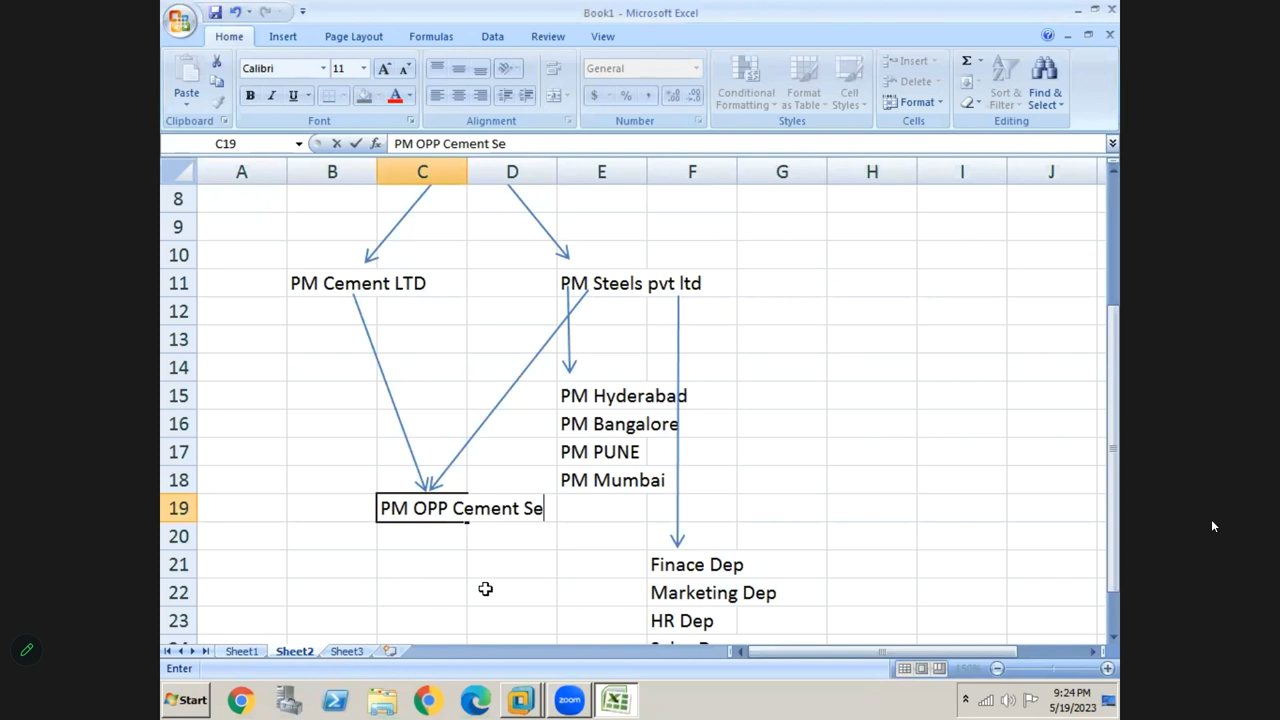 Book1 - Microsoft Excel
Home Insert Page Layout Formulas Data Review View
Calibri 11 General Insert
Paste B I U $ % , Conditional Formatting Format as Table Cell Styles Delete Format Sort & Filter Find & Select
Clipboard Font Alignment Number Styles Cells Editing
C19 fx PM OPP Cement Se
A B C D E F G H I J
8
9
10
11 PM Cement LTD PM Steels pvt ltd
12
13
14
15 PM Hyderabad
16 PM Bangalore
17 PM PUNE
18 PM Mumbai
19 PM OPP Cement Se
20
21 Finace Dep
22 Marketing Dep
23 HR Dep
Sheet1 Sheet2 Sheet3
Enter 150%
Start zoom 9:24 PM
5/19/2023